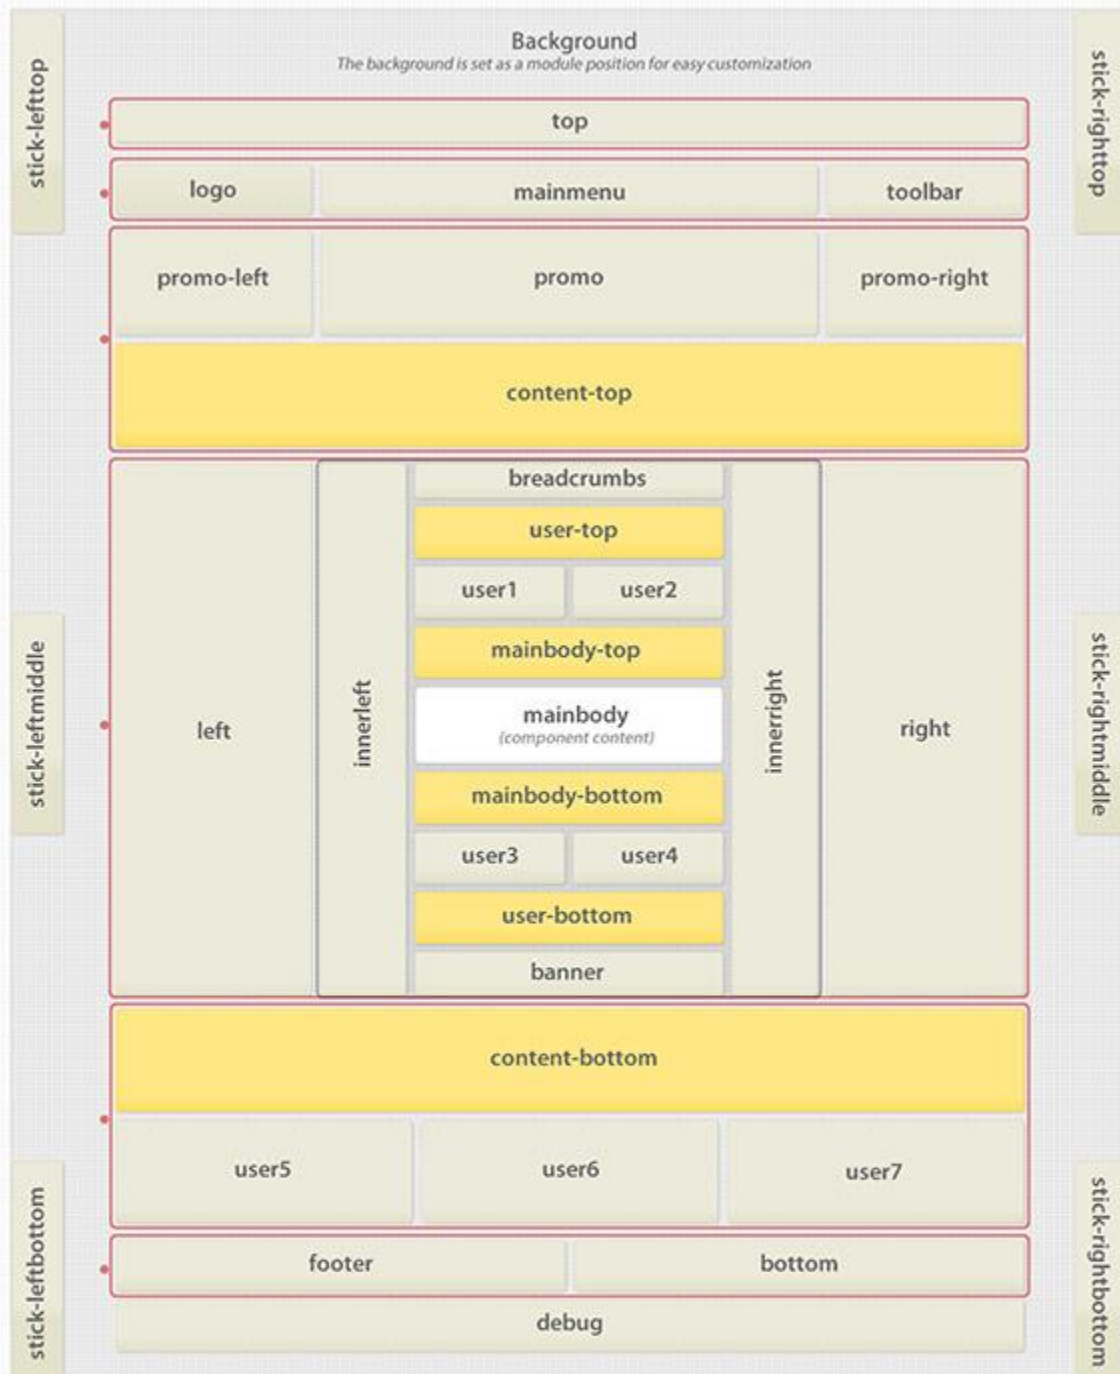 Background
The background is set as a module position for easy customization
stick-lefttop
stick-righttop
top
logo
mainmenu
toolbar
promo-left
promo
promo-right
content-top
breadcrumbs
user-top
user1
user2
mainbody-top
stick-leftmiddle
left
innerleft
mainbody
(component content)
innerright
right
stick-rightmiddle
mainbody-bottom
user3
user4
user-bottom
banner
content-bottom
user5
user6
user7
stick-leftbottom
stick-rightbottom
footer
bottom
debug